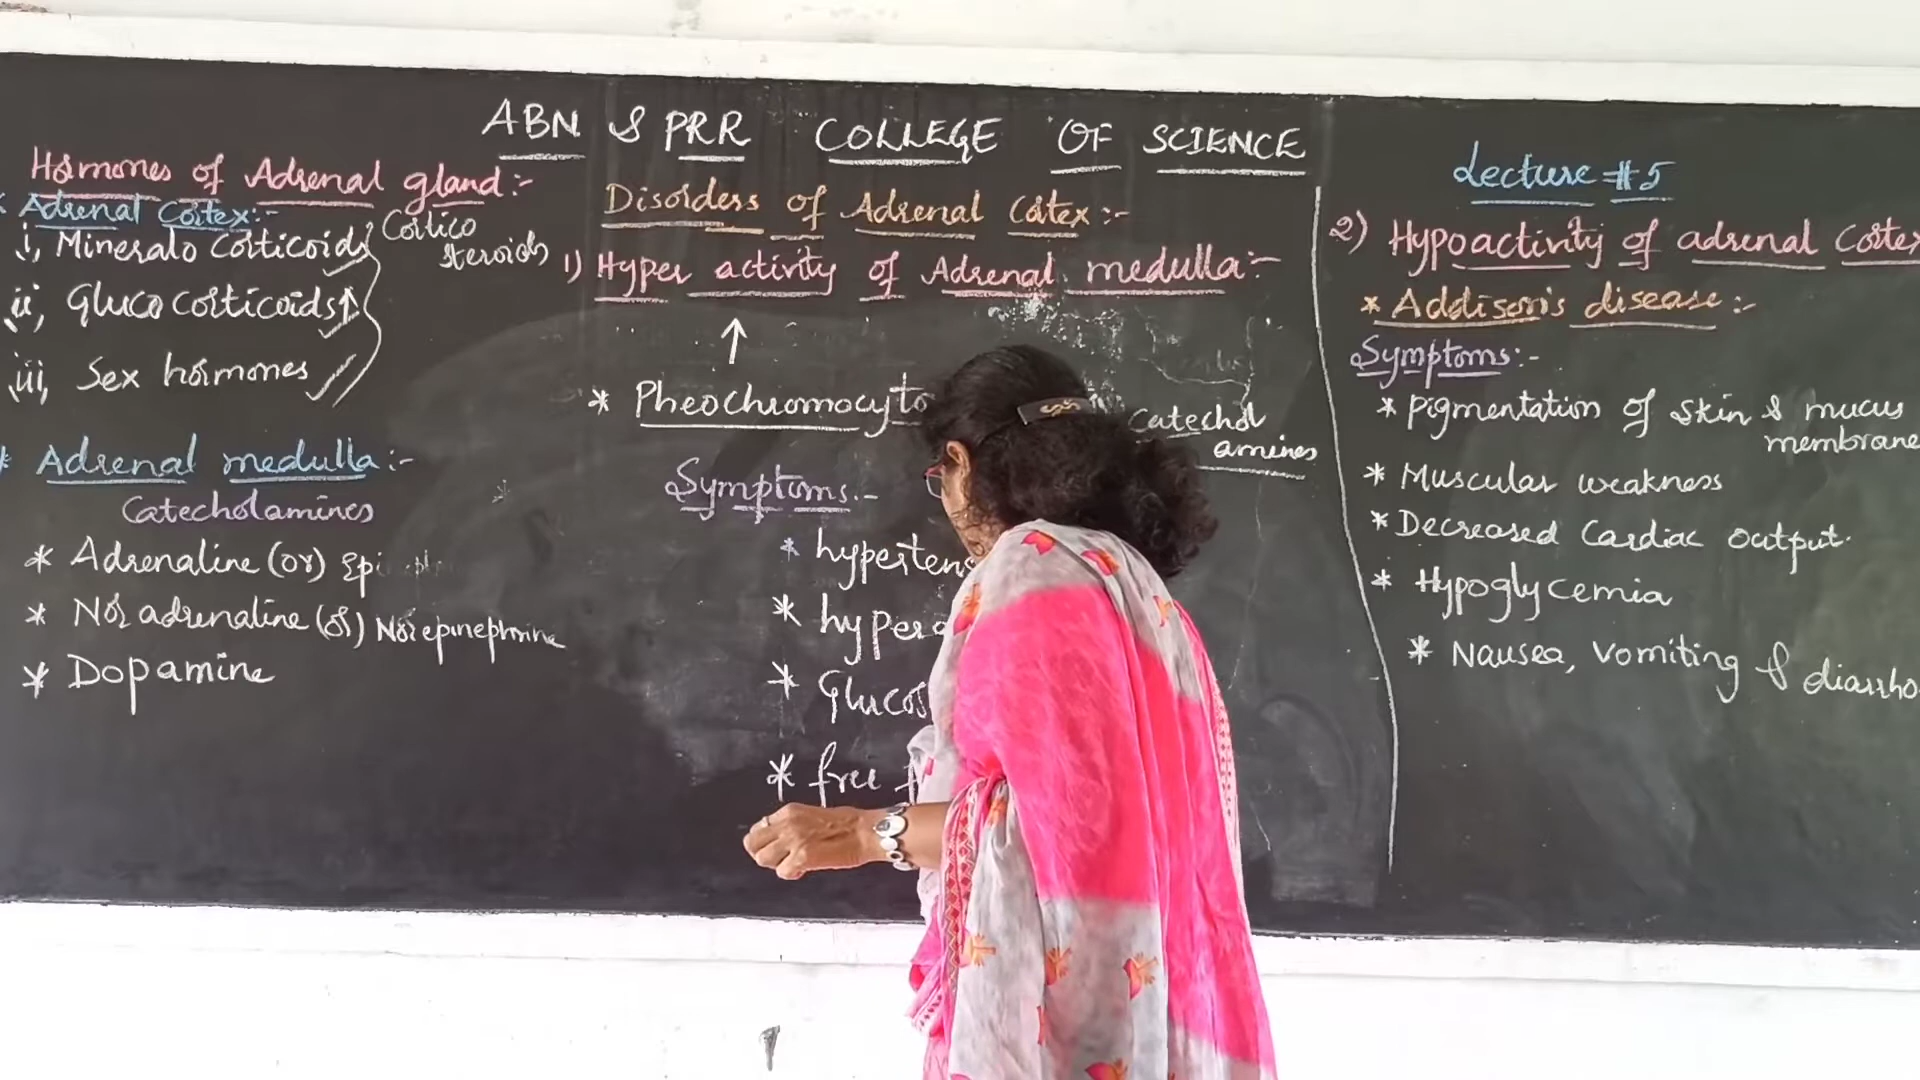 ABN & PRR COLLEGE OF SCIENCE
Hormones of Adrenal gland:-
Adrenal Cortex:-
i, Mineralo Corticoids
Cortico
steroids
ii, Gluco corticoids↑
iii, Sex hormones
* Adrenal medulla:-
Catecholamines
* Adrenaline (or) Epi
* Nor adrenaline (or) Norepinephrine
* Dopamine
Disorders of Adrenal Cortex:-
1) Hyper activity of Adrenal medulla:-
↑
* Pheochromocyto
Catechol
amines
Symptoms:-
* hypertens
* hyper
* Glucos
* free
Lecture #5
2) Hypoactivity of adrenal Cortex
* Addison's disease:-
Symptoms:-
* Pigmentation of skin & mucus
membrane
* Muscular weakness
* Decreased Cardiac output.
* Hypoglycemia
* Nausea, vomiting & diarrho